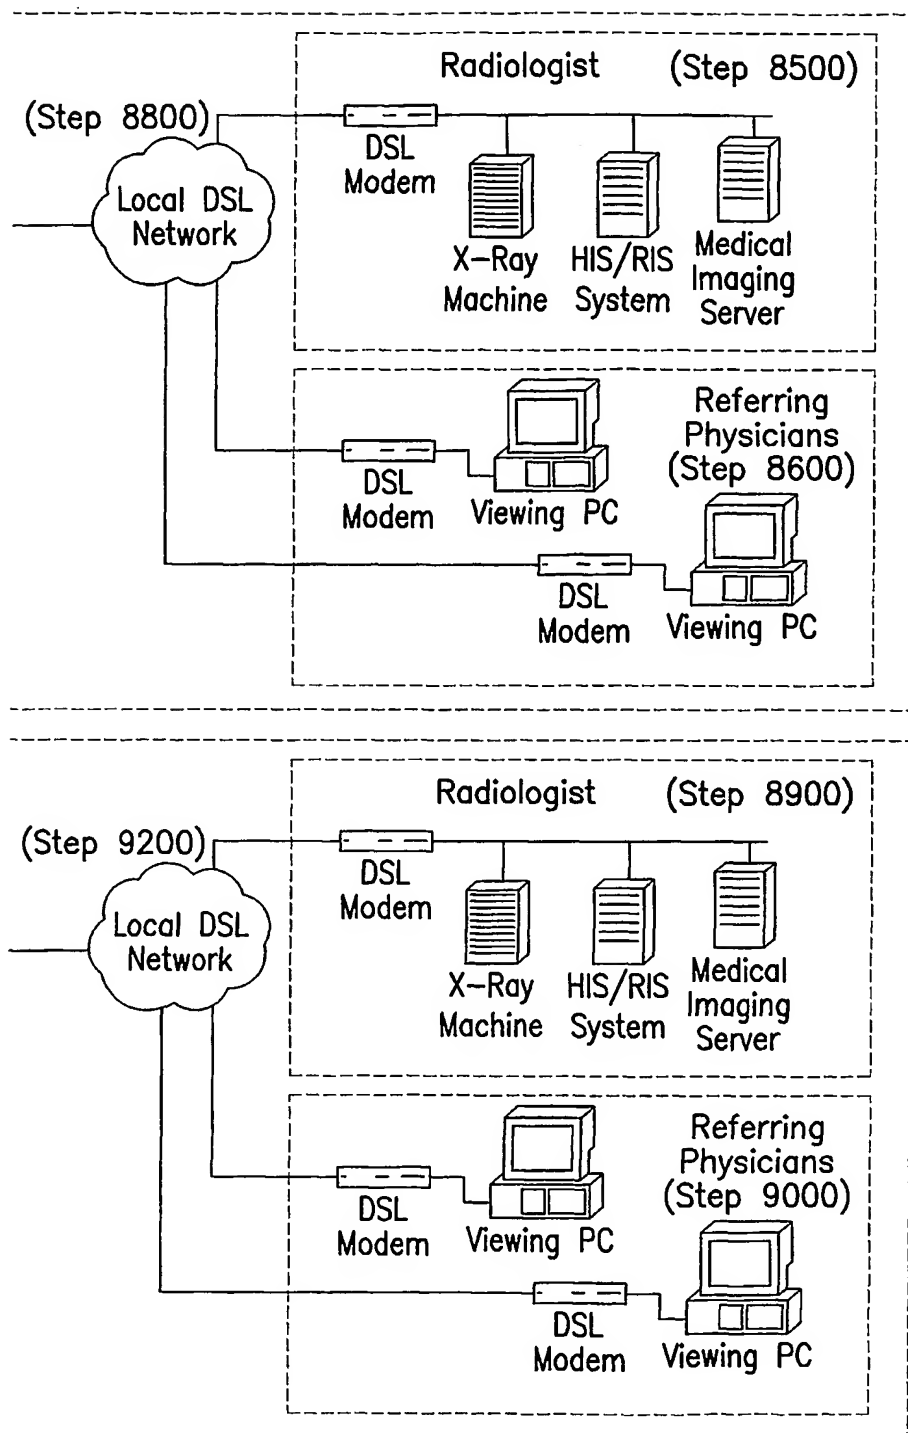 Radiologist (Step 8500)
(Step 8800)
DSL
Modem
Local DSL
Network
X-Ray
Machine
HIS/RIS
System
Medical
Imaging
Server
Referring
Physicians
(Step 8600)
DSL
Modem
Viewing PC
DSL
Modem
Viewing PC
Radiologist (Step 8900)
(Step 9200)
DSL
Modem
Local DSL
Network
X-Ray
Machine
HIS/RIS
System
Medical
Imaging
Server
Referring
Physicians
(Step 9000)
DSL
Modem
Viewing PC
DSL
Modem
Viewing PC